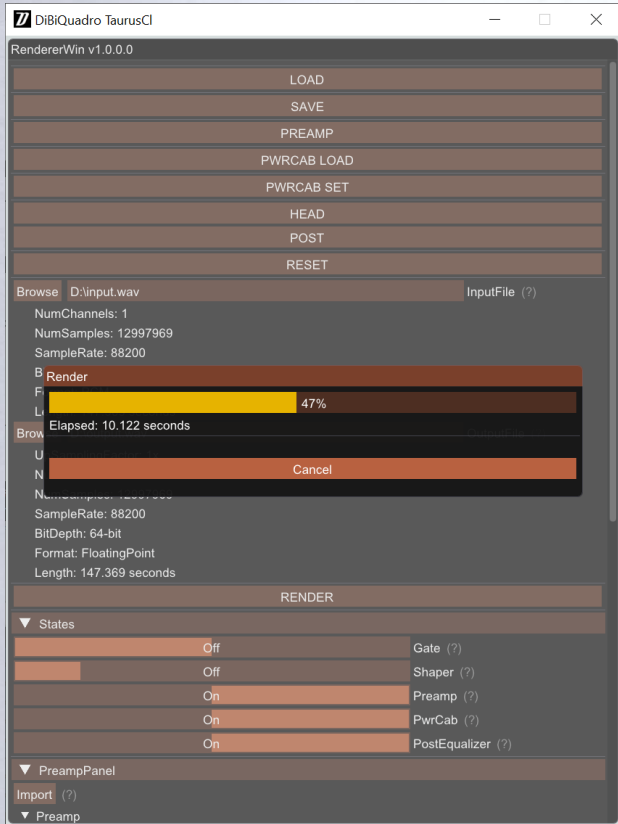 DiBiQuadro TaurusCl
RendererWin v1.0.0.0
LOAD
SAVE
PREAMP
PWRCAB LOAD
PWRCAB SET
HEAD
POST
RESET
Browse D:\input.wav InputFile (?)
NumChannels: 1
NumSamples: 12997969
SampleRate: 88200
B
F
L
Render
47%
Elapsed: 10.122 seconds
Cancel
Brow
U
N
SampleRate: 88200
BitDepth: 64-bit
Format: FloatingPoint
Length: 147.369 seconds
RENDER
▼ States
Off Gate (?)
Off Shaper (?)
On Preamp (?)
On PwrCab (?)
On PostEqualizer (?)
▼ PreampPanel
Import (?)
▼ Preamp